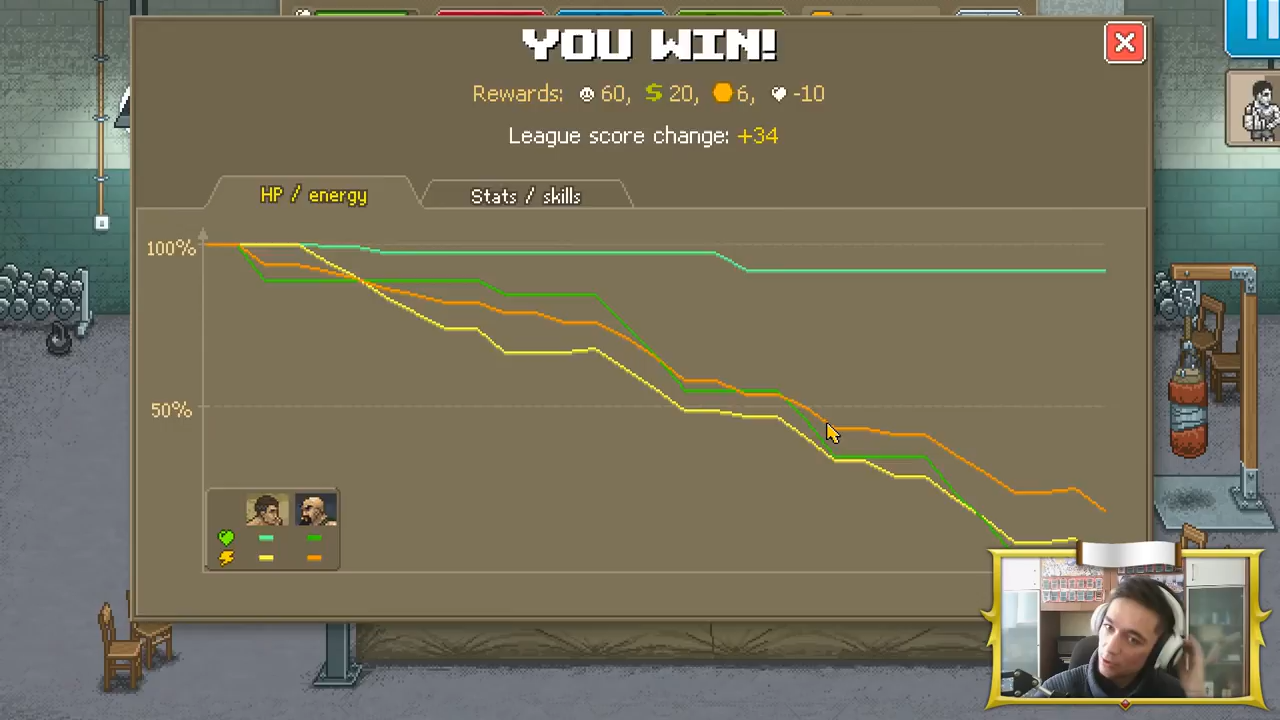 YOU WIN!
Rewards: 60, $ 20, 6, -10
League score change: +34
HP / energy
Stats / skills
100%
50%